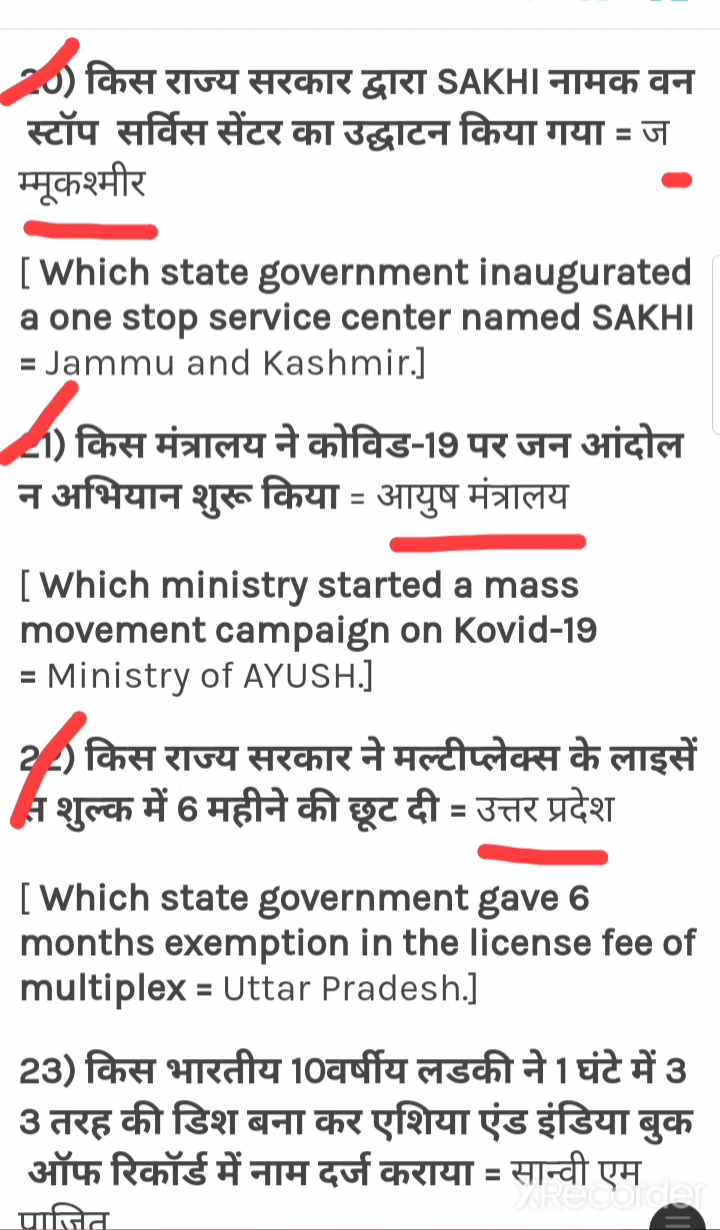 20) किस राज्य सरकार द्वारा SAKHI नामक वन
स्टॉप सर्विस सेंटर का उद्घाटन किया गया = ज
म्मूकश्मीर
[ Which state government inaugurated
a one stop service center named SAKHI
= Jammu and Kashmir.]
21) किस मंत्रालय ने कोविड-19 पर जन आंदोल
न अभियान शुरू किया = आयुष मंत्रालय
[ Which ministry started a mass
movement campaign on Kovid-19
= Ministry of AYUSH.]
22) किस राज्य सरकार ने मल्टीप्लेक्स के लाइसें
स शुल्क में 6 महीने की छूट दी = उत्तर प्रदेश
[ Which state government gave 6
months exemption in the license fee of
multiplex = Uttar Pradesh.]
23) किस भारतीय 10वर्षीय लडकी ने 1 घंटे में 3
3 तरह की डिश बना कर एशिया एंड इंडिया बुक
ऑफ रिकॉर्ड में नाम दर्ज कराया = सान्वी एम
प्राजित
XRecorder